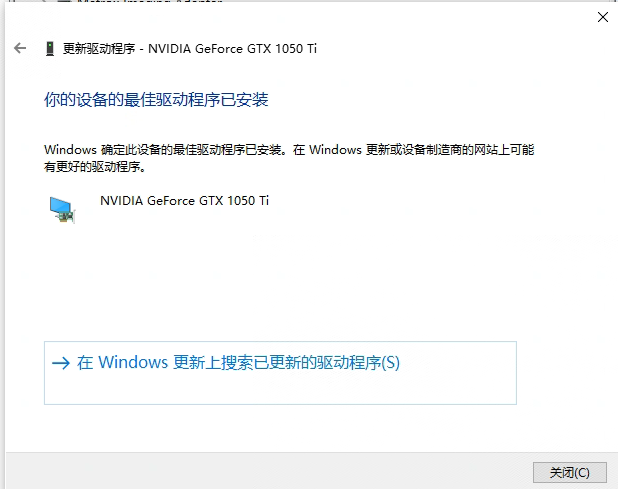 更新驱动程序 - NVIDIA GeForce GTX 1050 Ti
你的设备的最佳驱动程序已安装
Windows 确定此设备的最佳驱动程序已安装。在 Windows 更新或设备制造商的网站上可能
有更好的驱动程序。
NVIDIA GeForce GTX 1050 Ti
在 Windows 更新上搜索已更新的驱动程序(S)
关闭(C)